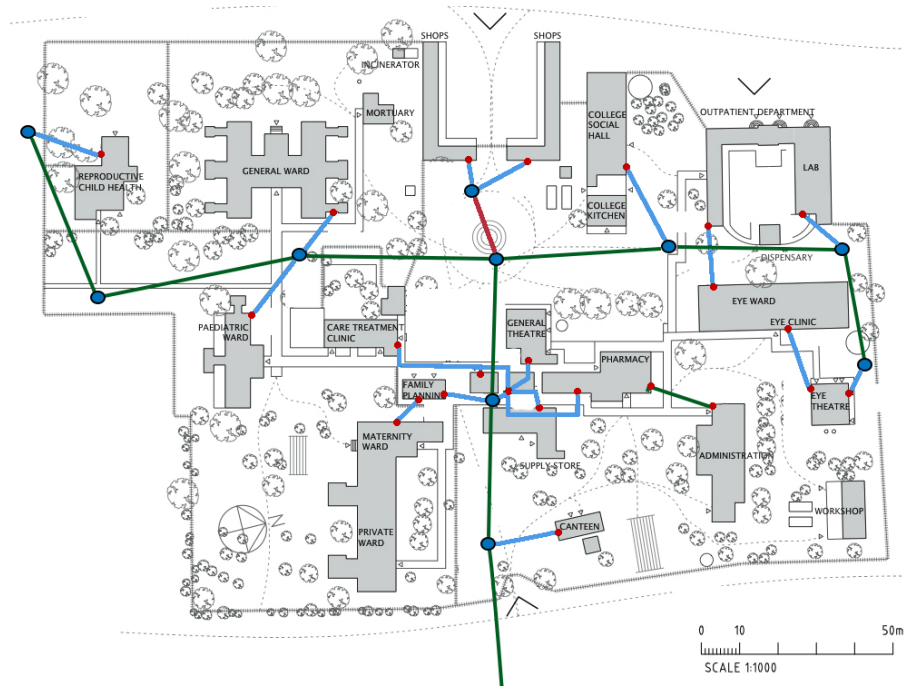 SHOPS
SHOPS
INCINERATOR
MORTUARY
COLLEGE
SOCIAL
HALL
OUTPATIENT DEPARTMENT
LAB
GENERAL WARD
REPRODUCTIVE
CHILD HEALTH
COLLEGE
KITCHEN
DISPENSARY
EYE WARD
EYE CLINIC
PAEDIATRIC
WARD
CARE TREATMENT
CLINIC
GENERAL
THEATRE
PHARMACY
FAMILY
PLANNING
EYE
THEATRE
MATERNITY
WARD
SUPPLY STORE
ADMINISTRATION
WORKSHOP
CANTEEN
PRIVATE
WARD
N
0 10 50m
SCALE 1:1000